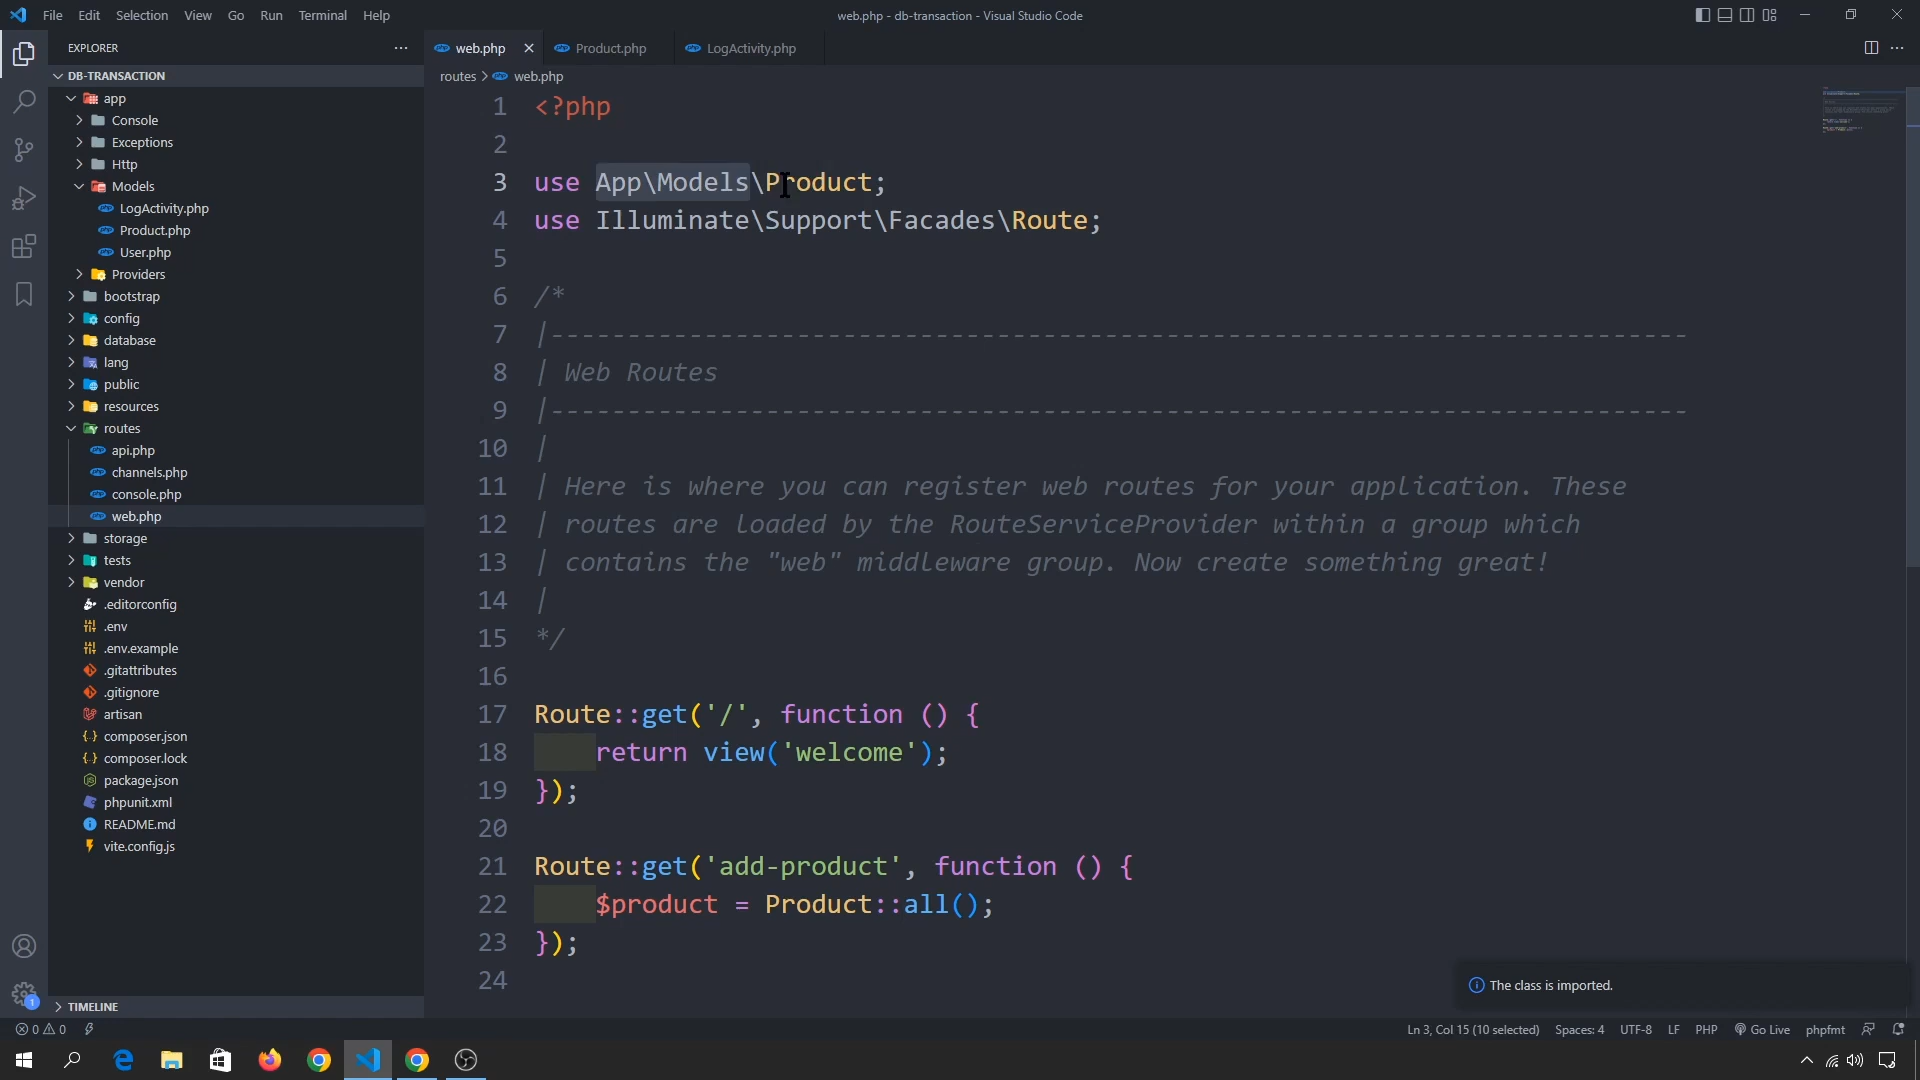 File Edit Selection View Go Run Terminal Help
web.php - db-transaction - Visual Studio Code
EXPLORER
DB-TRANSACTION
app
Console
Exceptions
Http
Models
LogActivity.php
Product.php
User.php
Providers
bootstrap
config
database
lang
public
resources
routes
api.php
channels.php
console.php
web.php
storage
tests
vendor
.editorconfig
.env
.env.example
.gitattributes
.gitignore
artisan
composer.json
composer.lock
package.json
phpunit.xml
README.md
vite.config.js
TIMELINE
web.php Product.php LogActivity.php
routes > web.php
1 <?php
2
3 use App\Models\Product;
4 use Illuminate\Support\Facades\Route;
5
6 /*
7 |--------------------------------------------------------------------------
8 | Web Routes
9 |--------------------------------------------------------------------------
10 |
11 | Here is where you can register web routes for your application. These
12 | routes are loaded by the RouteServiceProvider within a group which
13 | contains the "web" middleware group. Now create something great!
14 |
15 */
16
17 Route::get('/', function () {
18     return view('welcome');
19 });
20
21 Route::get('add-product', function () {
22     $product = Product::all();
23 });
24
The class is imported.
1
0 0
Ln 3, Col 15 (10 selected) Spaces: 4 UTF-8 LF PHP Go Live phpfmt